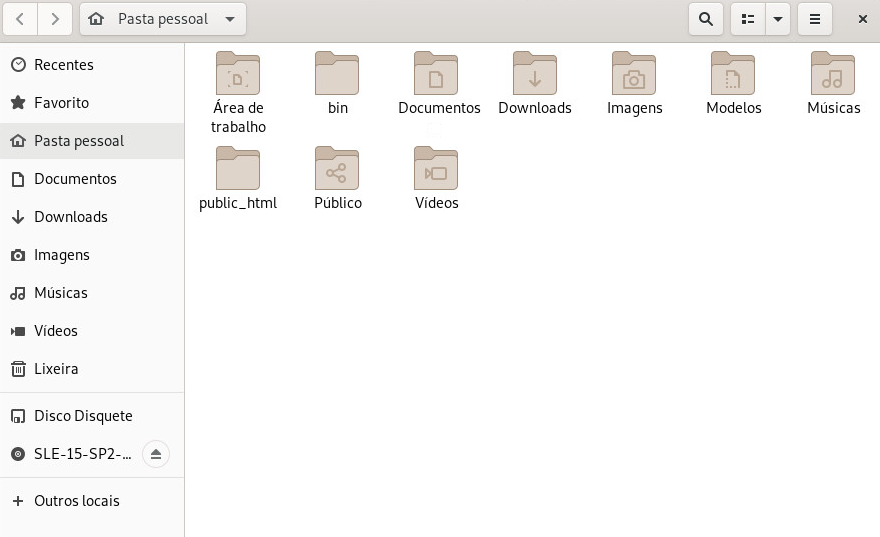 Pasta pessoal
Recentes
Favorito
Pasta pessoal
Documentos
Downloads
Imagens
Músicas
Vídeos
Lixeira
Disco Disquete
SLE-15-SP2-...
Outros locais
Área de
trabalho
bin
Documentos
Downloads
Imagens
Modelos
Músicas
public_html
Público
Vídeos